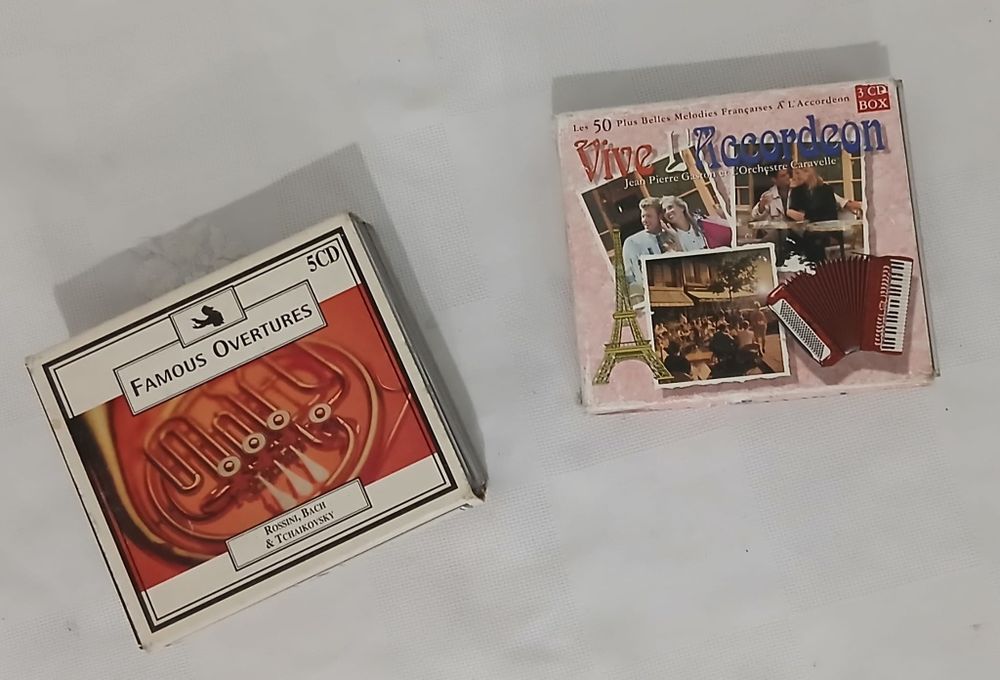 5CD
FAMOUS OVERTURES
ROSSINI, BACH
& TCHAIKOVSKY
3 CD
BOX
Les 50 Plus Belles Melodies Françaises A L'Accordeon
Vive L'Accordeon
Jean Pierre Gaston et L'Orchestre Caravelle